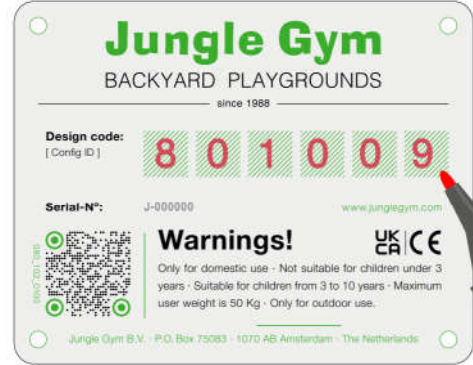 Jungle Gym
BACKYARD PLAYGROUNDS
since 1988
Design code:
[ Config ID ]
8 0 1 0 0 9
Serial-Nº: J-000000 www.junglegym.com
Warnings! UK CA CE
Only for domestic use · Not suitable for children under 3
years · Suitable for children from 3 to 10 years · Maximum
user weight is 50 Kg · Only for outdoor use.
Jungle Gym B.V. · P.O. Box 75083 · 1070 AB Amsterdam · The Netherlands